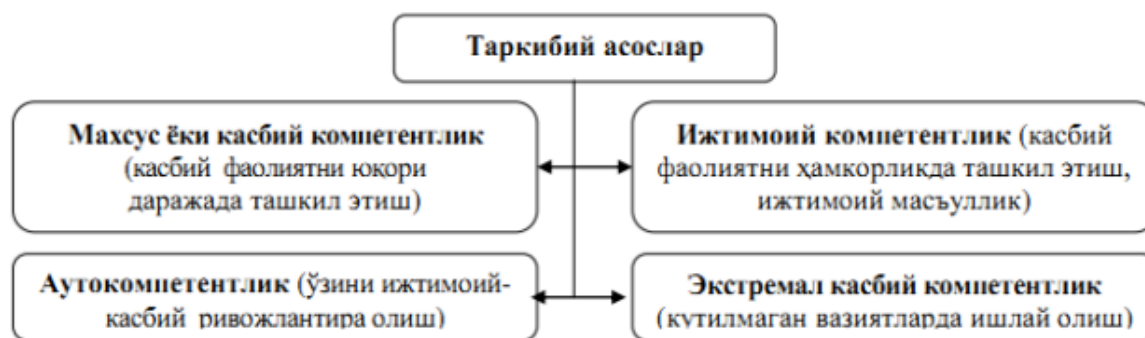 Таркибий асослар
Махсус ёки касбий компетентлик
(касбий фаолиятни юқори
даражада ташкил этиш)
Ижтимоий компетентлик (касбий
фаолиятни ҳамкорликда ташкил этиш,
ижтимоий масъуллик)
Аутокомпетентлик (ўзини ижтимоий-
касбий ривожлантира олиш)
Экстремал касбий компетентлик
(кутилмаган вазиятларда ишлай олиш)